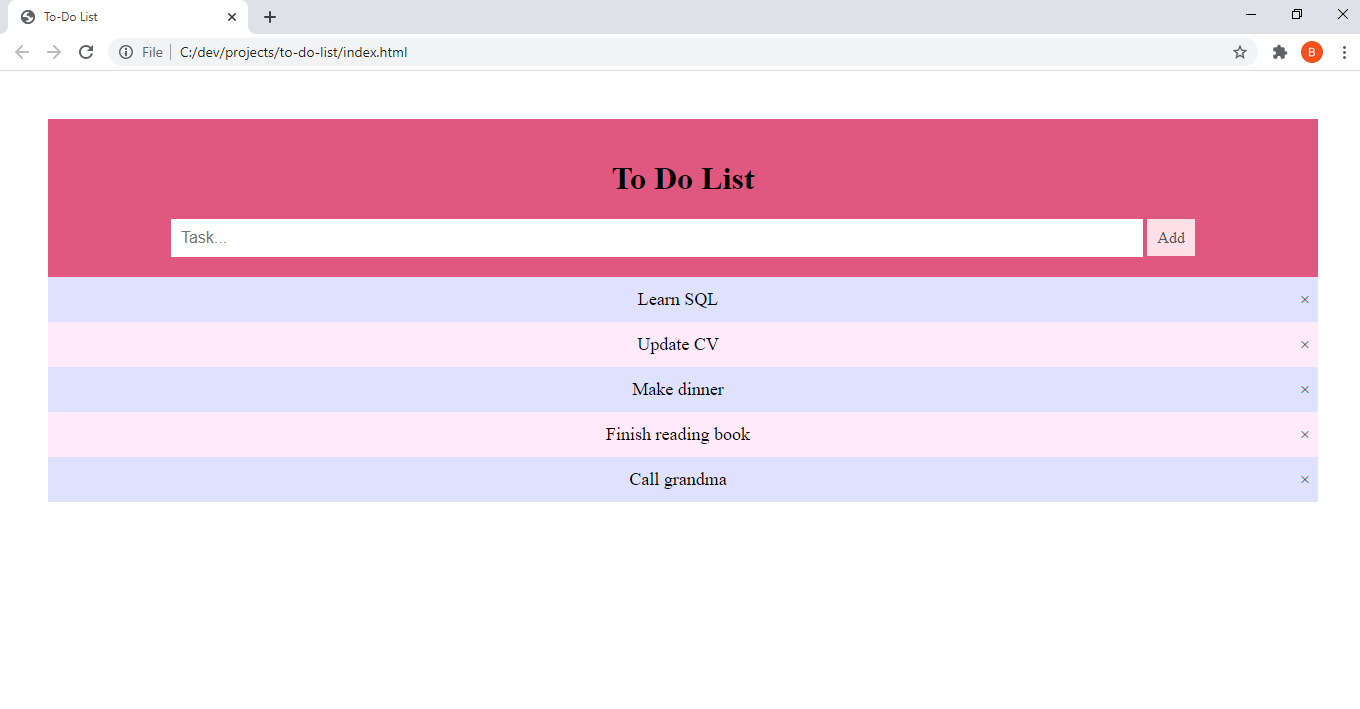 To-Do List
File C:/dev/projects/to-do-list/index.html
B
To Do List
Task...
Add
Learn SQL ×
Update CV ×
Make dinner ×
Finish reading book ×
Call grandma ×